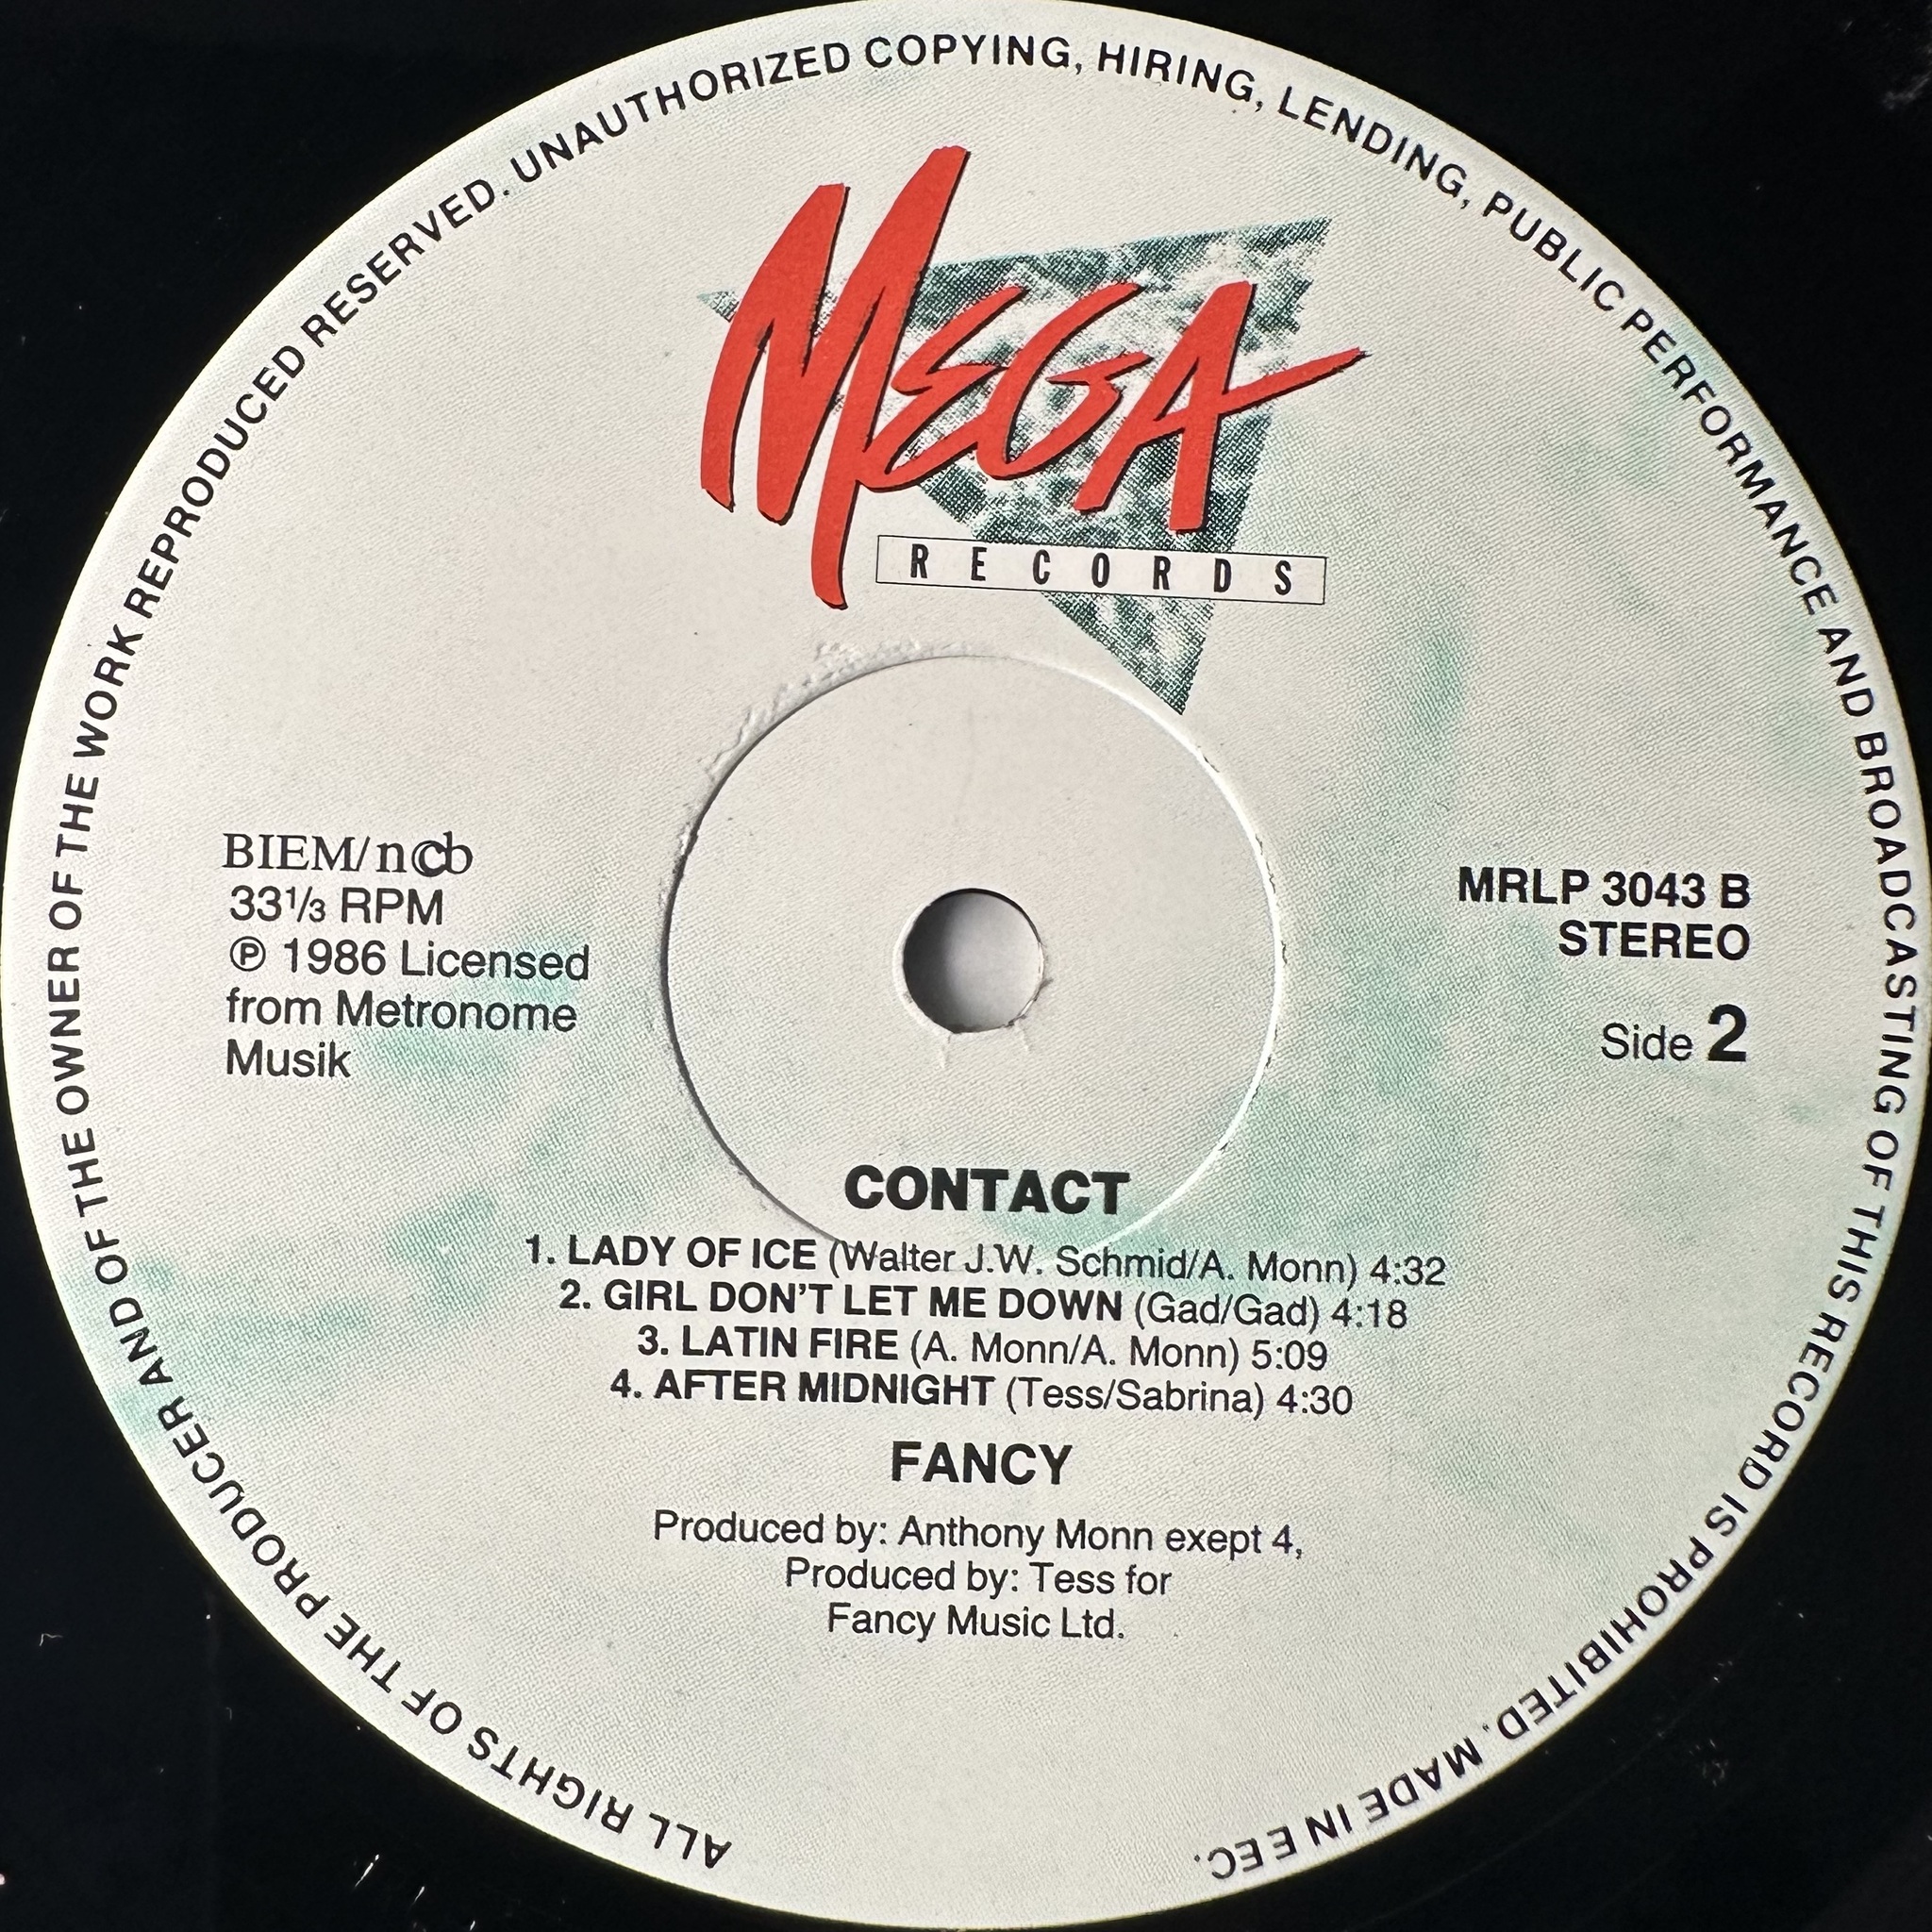 ALL RIGHTS OF THE PRODUCER AND OF THE OWNER OF THE WORK REPRODUCED RESERVED. UNAUTHORIZED COPYING, HIRING, LENDING, PUBLIC PERFORMANCE AND BROADCASTING OF THIS RECORD IS PROHIBITED. MADE IN EEC.
MEGA
RECORDS
BIEM/ncb
33⅓ RPM
℗ 1986 Licensed
from Metronome
Musik
MRLP 3043 B
STEREO
Side 2
CONTACT
1. LADY OF ICE (Walter J.W. Schmid/A. Monn) 4:32
2. GIRL DON'T LET ME DOWN (Gad/Gad) 4:18
3. LATIN FIRE (A. Monn/A. Monn) 5:09
4. AFTER MIDNIGHT (Tess/Sabrina) 4:30
FANCY
Produced by: Anthony Monn exept 4,
Produced by: Tess for
Fancy Music Ltd.